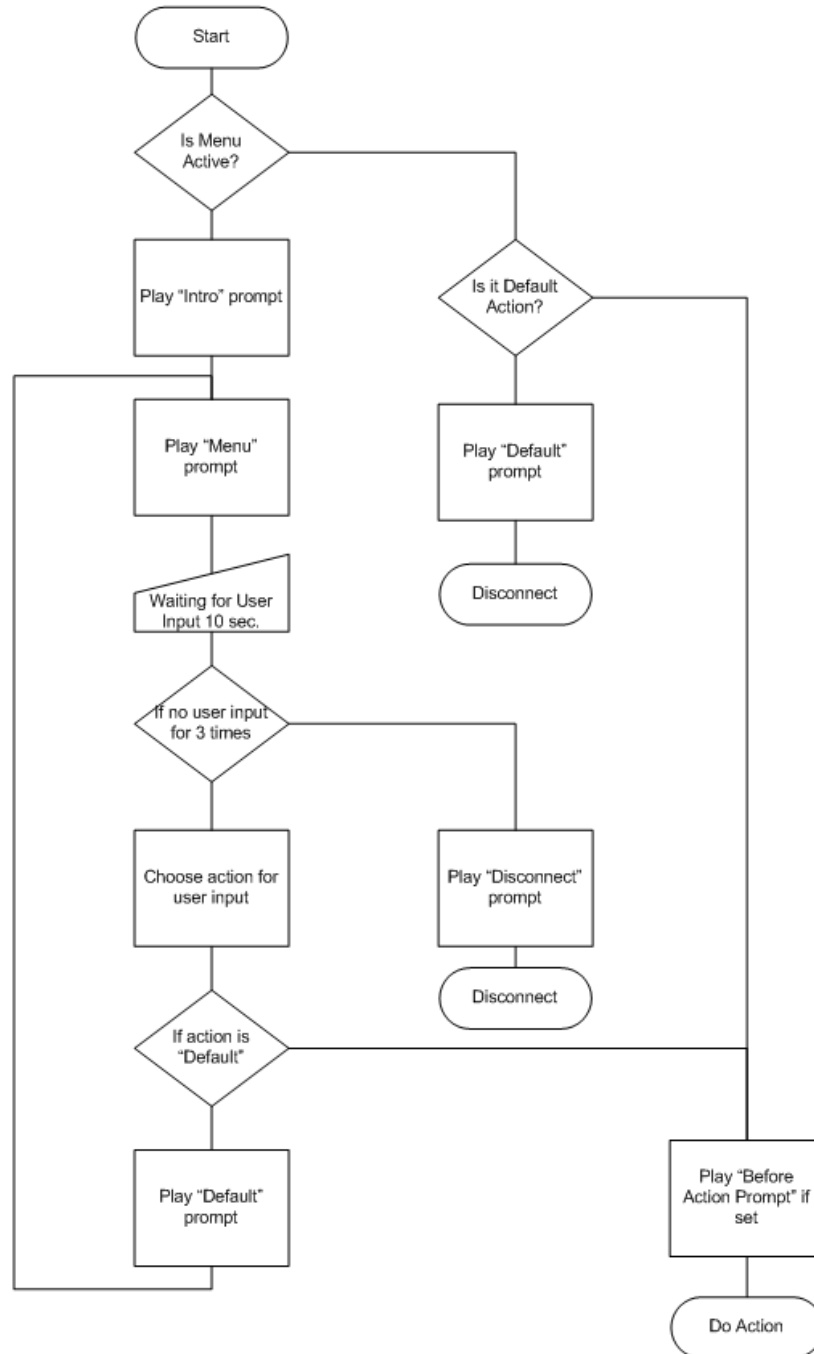 Start
Is Menu
Active?
Play “Intro” prompt
Is it Default
Action?
Play “Menu”
prompt
Play “Default”
prompt
Waiting for User
Input 10 sec.
Disconnect
If no user input
for 3 times
Choose action for
user input
Play “Disconnect”
prompt
Disconnect
If action is
“Default”
Play “Default”
prompt
Play “Before
Action Prompt” if
set
Do Action